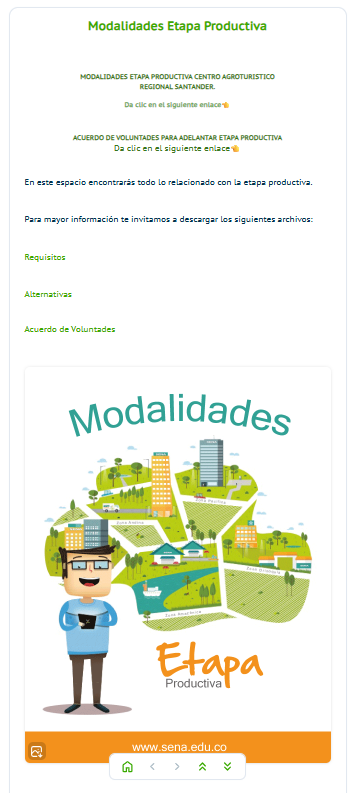 Modalidades Etapa Productiva
MODALIDADES ETAPA PRODUCTIVA CENTRO AGROTURISTICO
REGIONAL SANTANDER.
Da clic en el siguiente enlace👈
ACUERDO DE VOLUNTADES PARA ADELANTAR ETAPA PRODUCTIVA
Da clic en el siguiente enlace👈
En este espacio encontrarás todo lo relacionado con la etapa productiva.
Para mayor información te invitamos a descargar los siguientes archivos:
Requisitos
Alternativas
Acuerdo de Voluntades
Modalidades
Etapa
Productiva
www.sena.edu.co